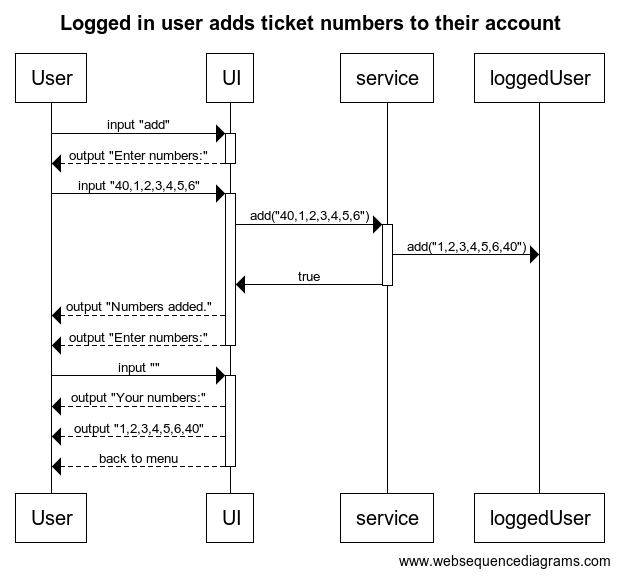 Logged in user adds ticket numbers to their account
User
UI
service
loggedUser
input "add"
output "Enter numbers:"
input "40,1,2,3,4,5,6"
add("40,1,2,3,4,5,6")
add("1,2,3,4,5,6,40")
true
output "Numbers added."
output "Enter numbers:"
input ""
output "Your numbers:"
output "1,2,3,4,5,6,40"
back to menu
User
UI
service
loggedUser
www.websequencediagrams.com